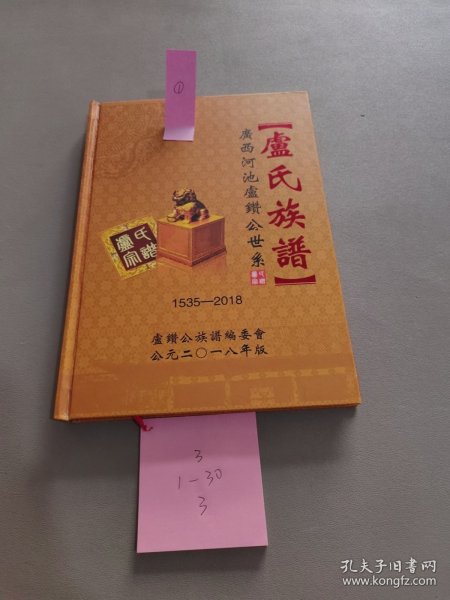 ①
【盧氏族譜】
廣西河池盧鑽公世系
盧氏
宗譜
1535—2018
盧鑽公族譜編委會
公元二〇一八年版
3
1-30
3
孔夫子旧书网
www.kongfz.com